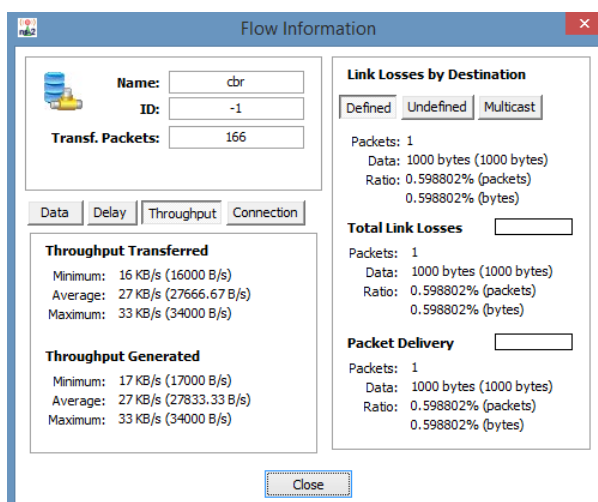 Flow Information
Name: cbr
ID: -1
Transf. Packets: 166
Data Delay Throughput Connection
Throughput Transferred
Minimum: 16 KB/s (16000 B/s)
Average: 27 KB/s (27666.67 B/s)
Maximum: 33 KB/s (34000 B/s)
Throughput Generated
Minimum: 17 KB/s (17000 B/s)
Average: 27 KB/s (27833.33 B/s)
Maximum: 33 KB/s (34000 B/s)
Link Losses by Destination
Defined Undefined Multicast
Packets: 1
Data: 1000 bytes (1000 bytes)
Ratio: 0.598802% (packets)
0.598802% (bytes)
Total Link Losses
Packets: 1
Data: 1000 bytes (1000 bytes)
Ratio: 0.598802% (packets)
0.598802% (bytes)
Packet Delivery
Packets: 1
Data: 1000 bytes (1000 bytes)
Ratio: 0.598802% (packets)
0.598802% (bytes)
Close